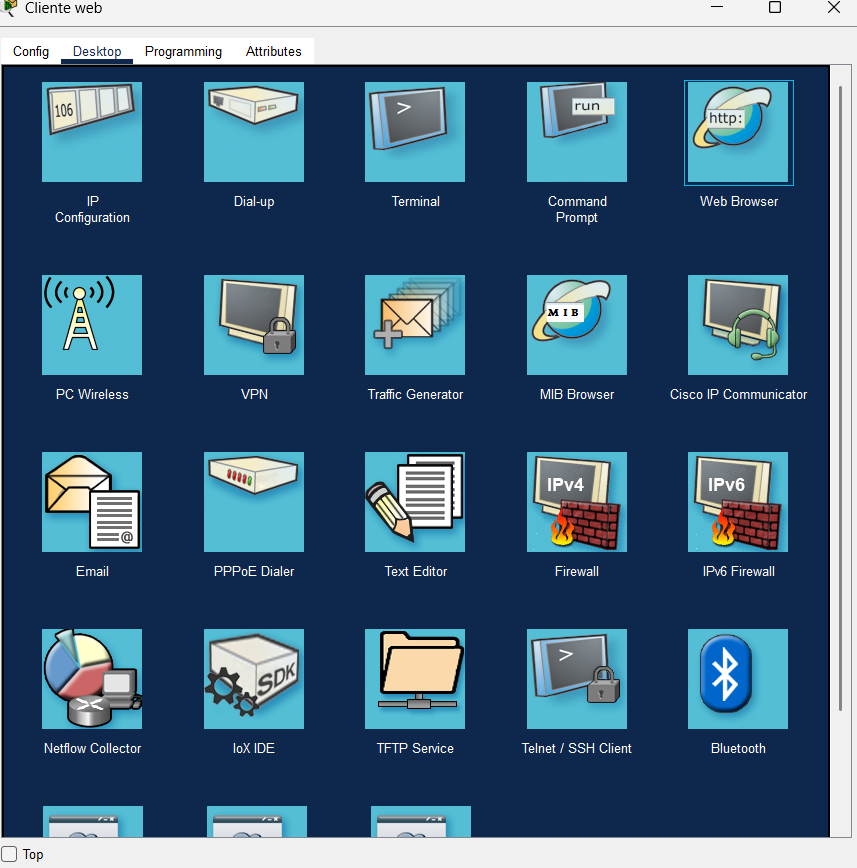 Cliente web
Config Desktop Programming Attributes
106
>
run
http:
IP Configuration
Dial-up
Terminal
Command Prompt
Web Browser
MIB
PC Wireless
VPN
Traffic Generator
MIB Browser
Cisco IP Communicator
@
IPv4
IPv6
Email
PPPoE Dialer
Text Editor
Firewall
IPv6 Firewall
SDK
>
Netflow Collector
IoX IDE
TFTP Service
Telnet / SSH Client
Bluetooth
Top